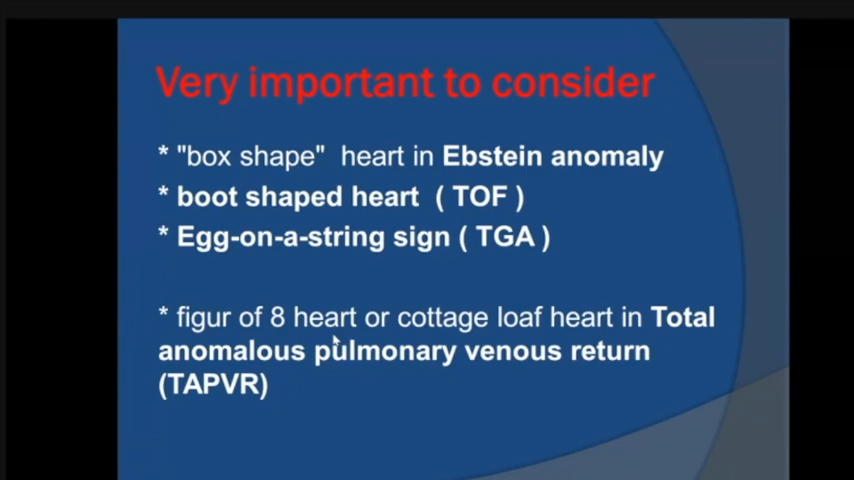 Very important to consider
* "box shape" heart in Ebstein anomaly
* boot shaped heart ( TOF )
* Egg-on-a-string sign ( TGA )
* figur of 8 heart or cottage loaf heart in Total
anomalous pulmonary venous return
(TAPVR)